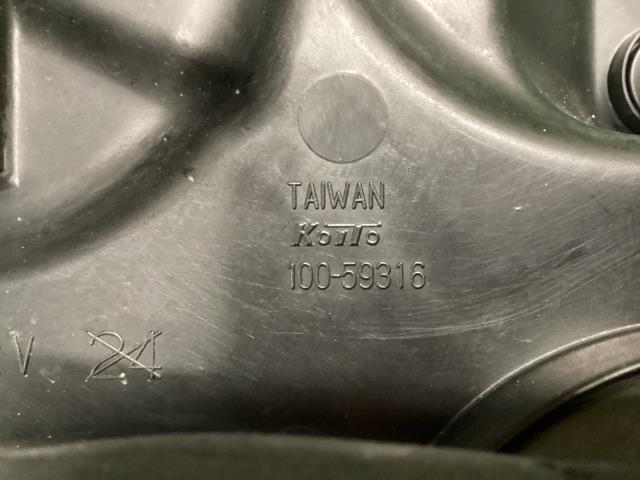 TAIWAN
KOITO
100-59316
V 24